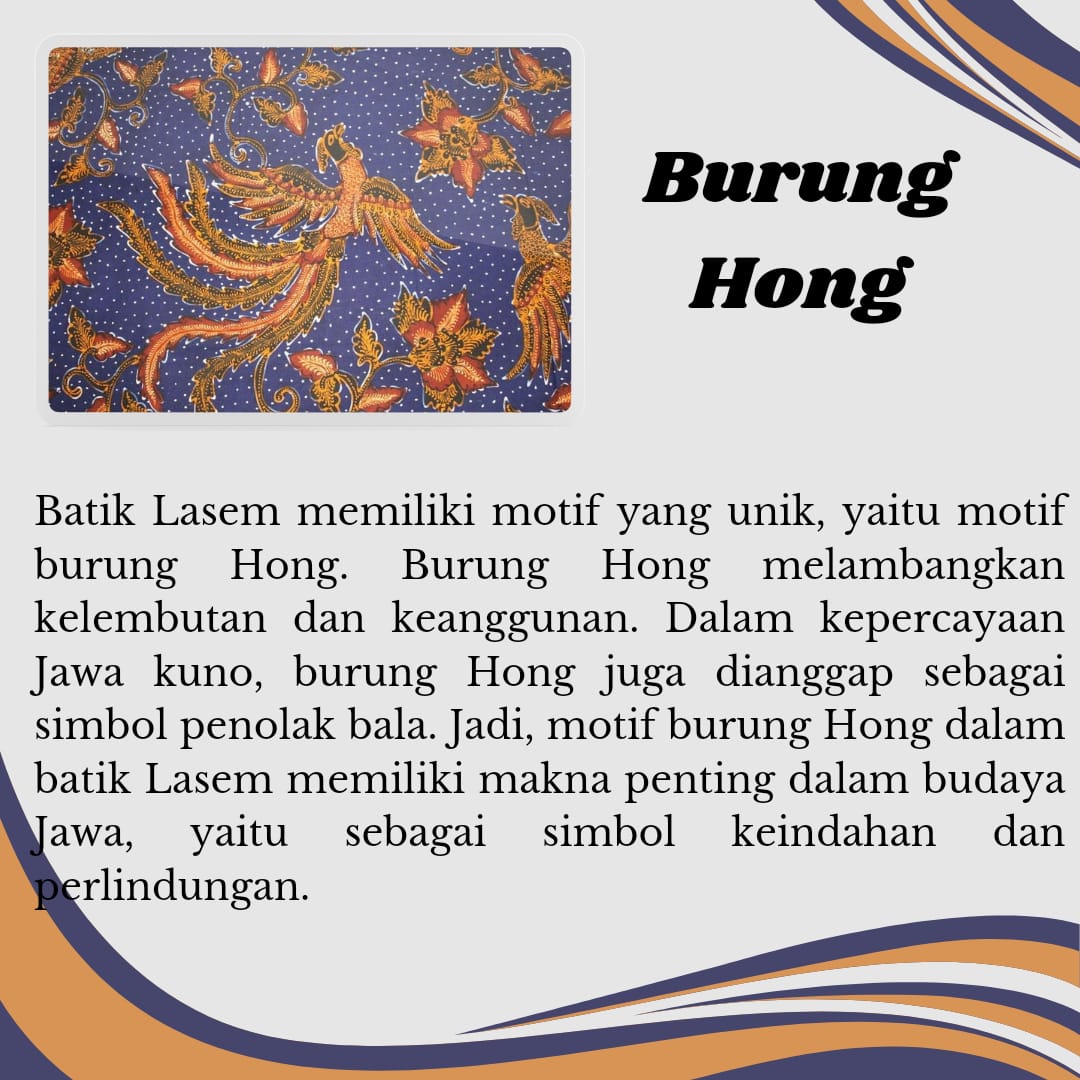 Burung
Hong
Batik Lasem memiliki motif yang unik, yaitu motif
burung Hong. Burung Hong melambangkan
kelembutan dan keanggunan. Dalam kepercayaan
Jawa kuno, burung Hong juga dianggap sebagai
simbol penolak bala. Jadi, motif burung Hong dalam
batik Lasem memiliki makna penting dalam budaya
Jawa, yaitu sebagai simbol keindahan dan
perlindungan.